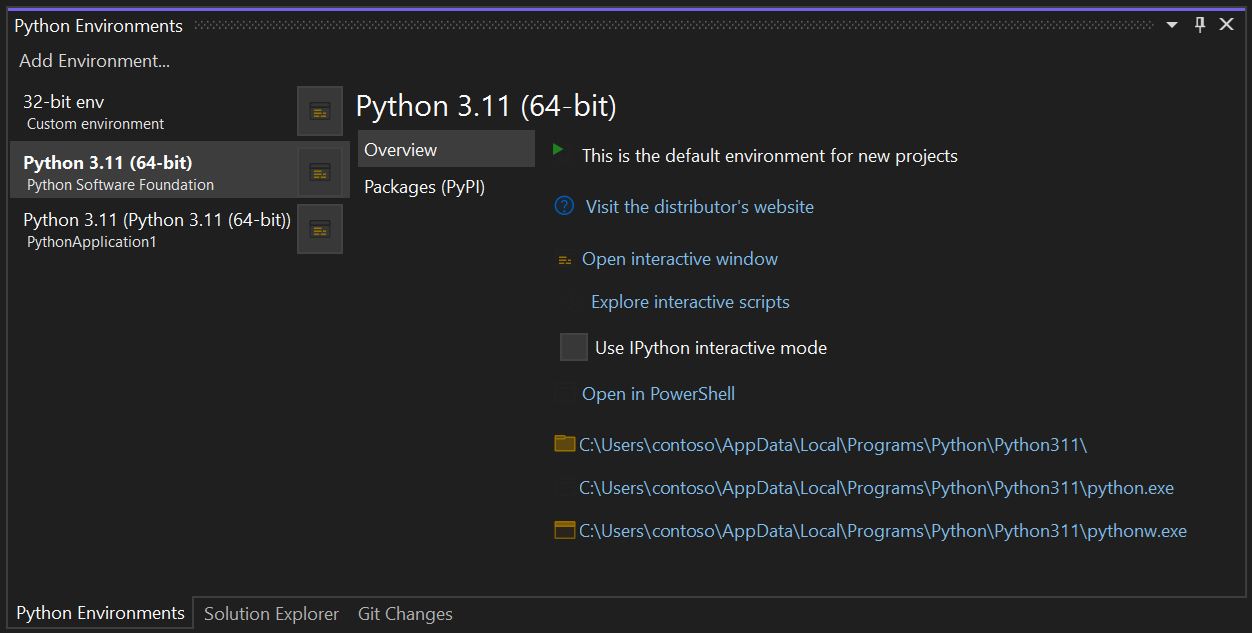 Python Environments
Add Environment...
32-bit env
Custom environment
Python 3.11 (64-bit)
Python Software Foundation
Python 3.11 (Python 3.11 (64-bit))
PythonApplication1
Python 3.11 (64-bit)
Overview
Packages (PyPI)
This is the default environment for new projects
Visit the distributor's website
Open interactive window
Explore interactive scripts
Use IPython interactive mode
Open in PowerShell
C:\Users\contoso\AppData\Local\Programs\Python\Python311\
C:\Users\contoso\AppData\Local\Programs\Python\Python311\python.exe
C:\Users\contoso\AppData\Local\Programs\Python\Python311\pythonw.exe
Python Environments Solution Explorer Git Changes